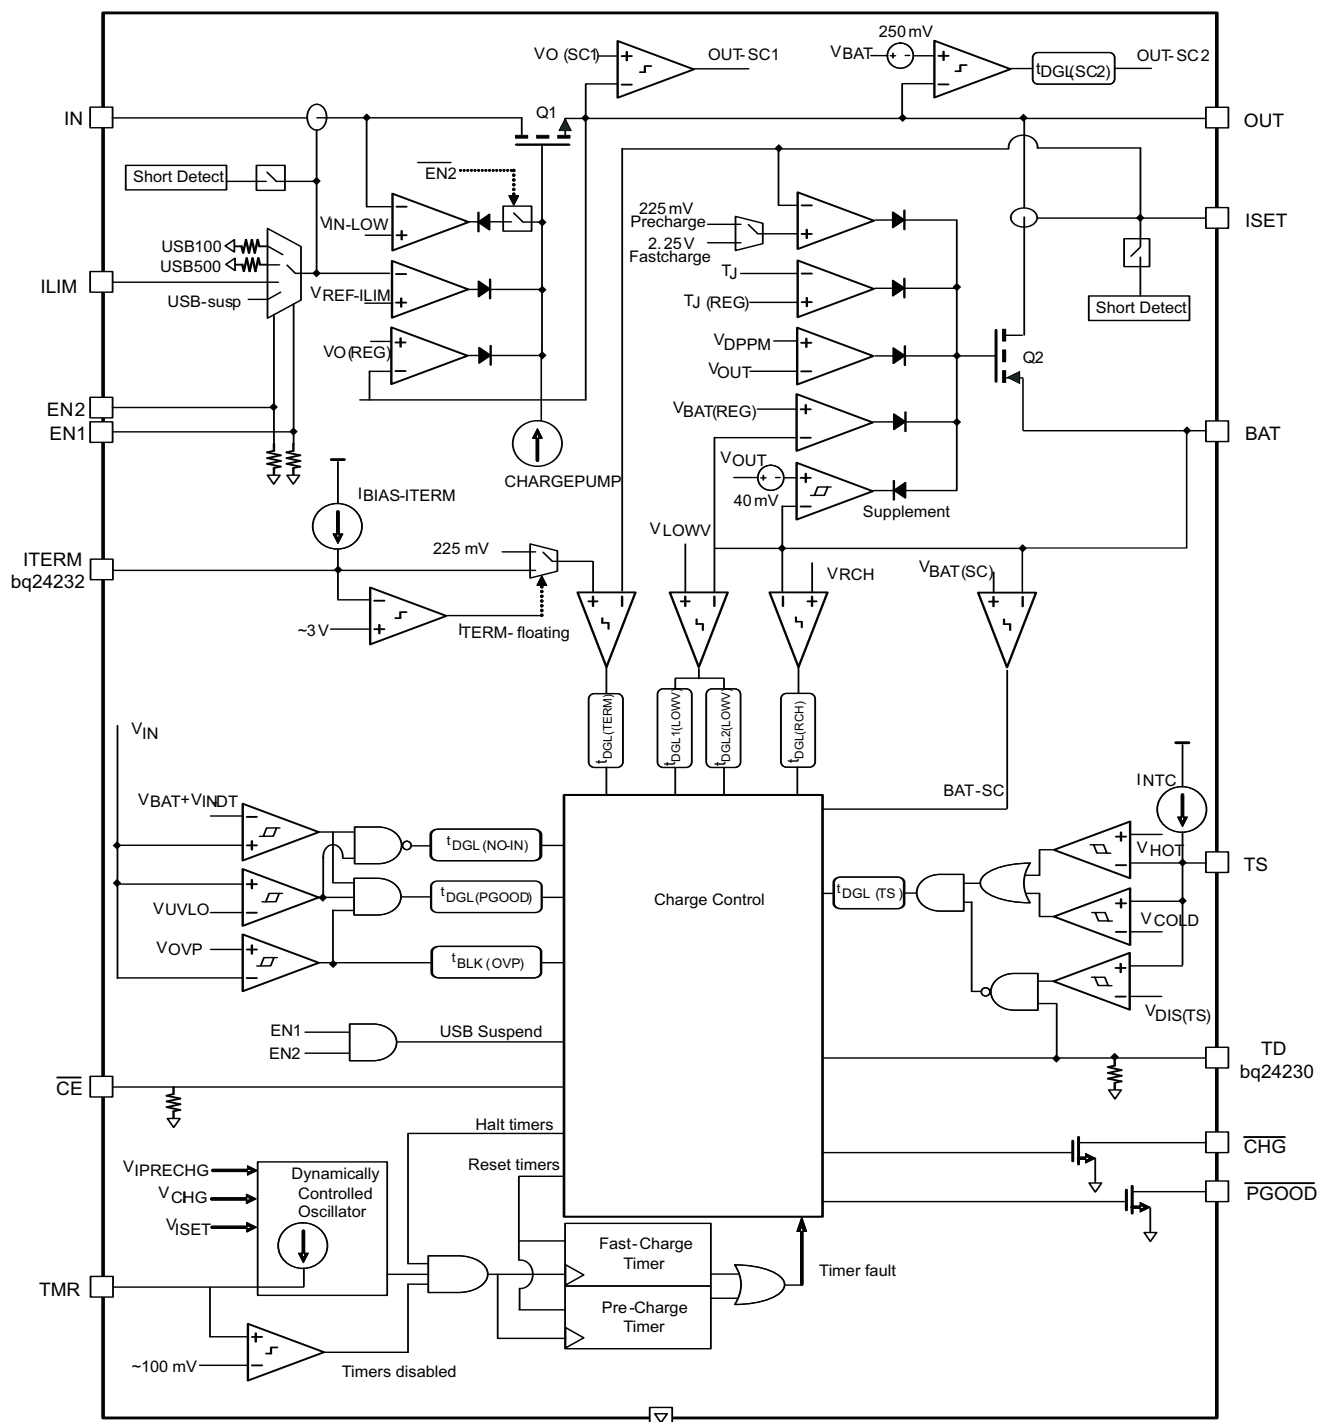 250 mV
VO (SC1)
OUT-SC1
VBAT
tDGL(SC2)
OUT-SC2
+
-
+ -
+
-
IN
Q1
OUT
Short Detect
EN2
VIN-LOW
-
+
225 mV
Precharge
2.25V
Fastcharge
-
+
ISET
USB100
USB500
ILIM
USB-susp
VREF-ILIM
-
+
TJ
TJ (REG)
-
+
Short Detect
VO(REG)
+
-
VDPPM
VOUT
+
-
Q2
EN2
EN1
VBAT(REG)
+
-
BAT
CHARGEPUMP
VOUT
40 mV
+ -
+
-
Supplement
IBIAS-ITERM
VLOWV
ITERM
bq24232
225 mV
VRCH
VBAT(SC)
~3 V
-
+
ITERM- floating
+ -
+ -
- +
+ -
tDGL(TERM)
tDGL1(LOWV)
tDGL2(LOWV)
tDGL(RCH)
VIN
INTC
BAT-SC
VBAT+VINDT
-
+
tDGL(NO-IN)
+
-
VHOT
TS
VUVLO
+
-
tDGL(PGOOD)
Charge Control
tDGL(TS)
+
-
VCOLD
VOVP
+
-
tBLK(OVP)
+
-
VDIS(TS)
EN1
EN2
USB Suspend
TD
bq24230
CE
Halt timers
CHG
Reset timers
VIPRECHG
VCHG
VISET
Dynamically
Controlled
Oscillator
PGOOD
Fast-Charge
Timer
Timer fault
TMR
Pre-Charge
Timer
~100 mV
+
-
Timers disabled